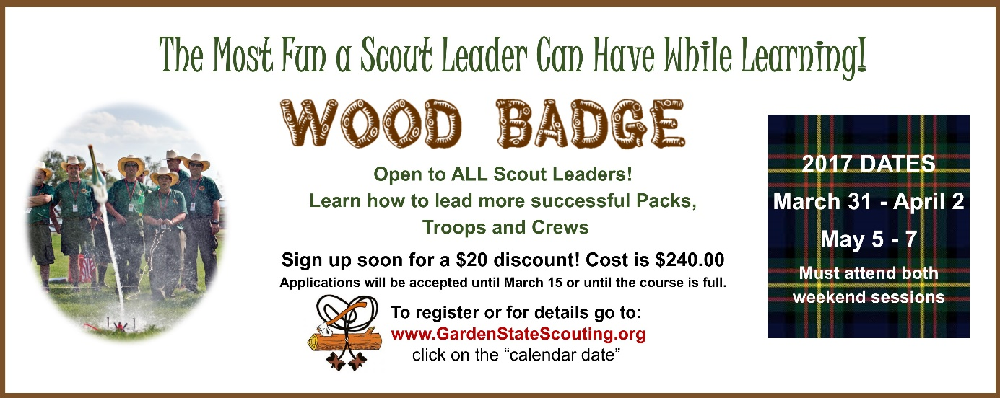 The Most Fun a Scout Leader Can Have While Learning!
WOOD BADGE
Open to ALL Scout Leaders!
Learn how to lead more successful Packs,
Troops and Crews
Sign up soon for a $20 discount! Cost is $240.00
Applications will be accepted until March 15 or until the course is full.
To register or for details go to:
www.GardenStateScouting.org
click on the “calendar date”
2017 DATES
March 31 - April 2
May 5 - 7
Must attend both
weekend sessions